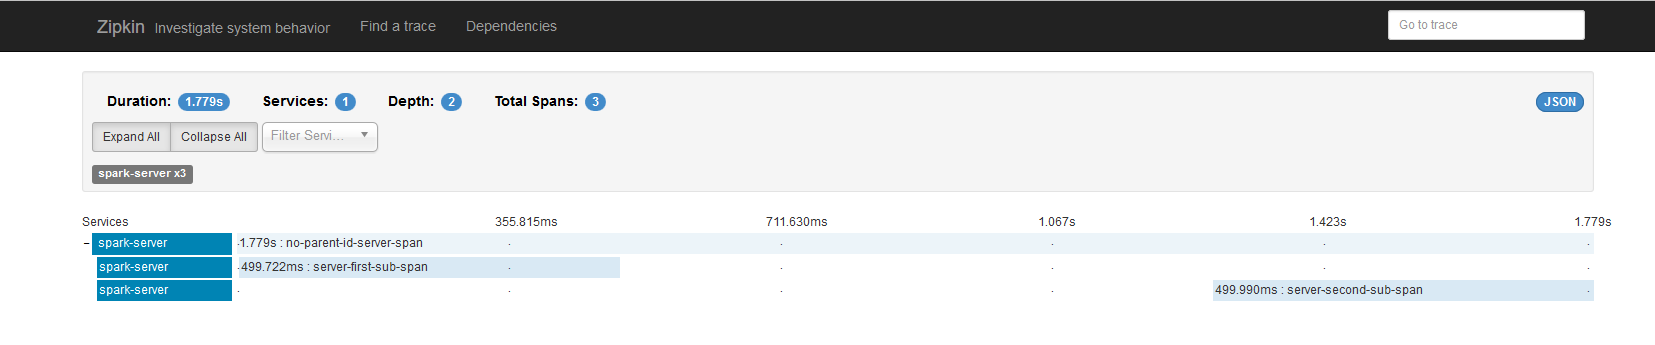 Zipkin Investigate system behavior Find a trace Dependencies Go to trace
Duration: 1.779s Services: 1 Depth: 2 Total Spans: 3 JSON
Expand All Collapse All Filter Servi...
spark-server x3
Services 355.815ms 711.630ms 1.067s 1.423s 1.779s
- spark-server 1.779s : no-parent-id-server-span
spark-server 499.722ms : server-first-sub-span
spark-server 499.990ms : server-second-sub-span